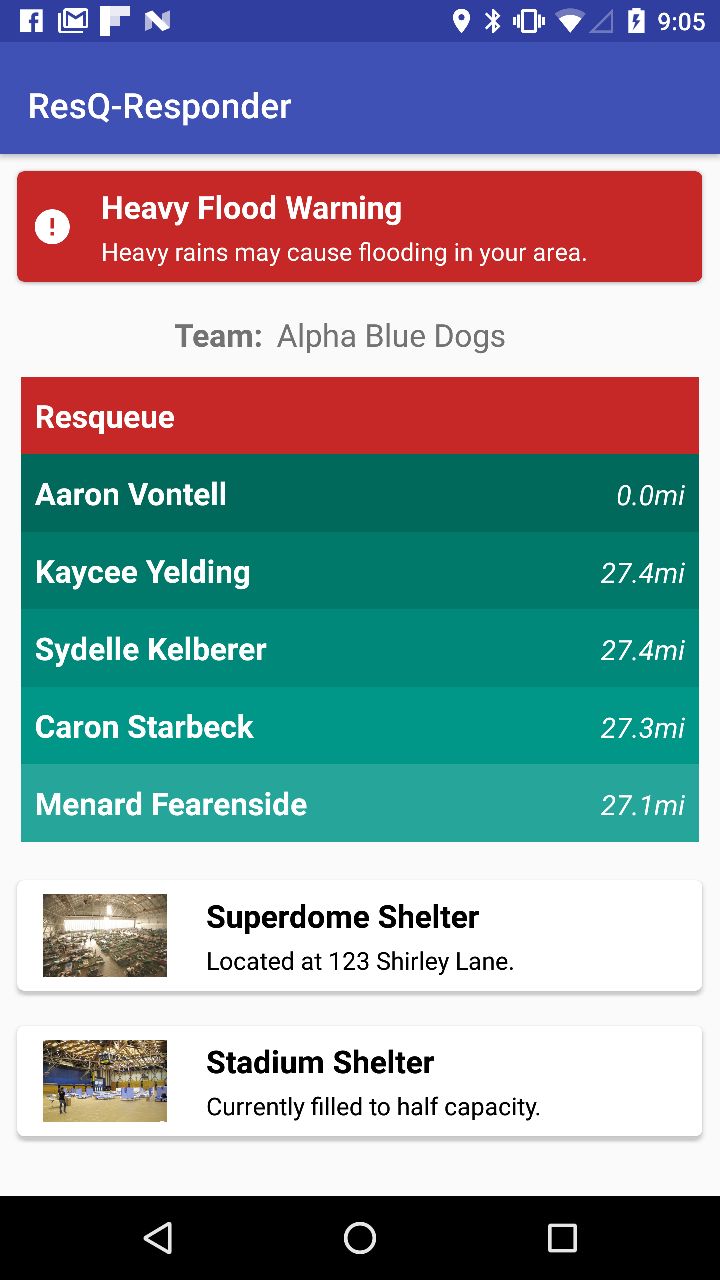 9:05
ResQ-Responder
Heavy Flood Warning
Heavy rains may cause flooding in your area.
Team: Alpha Blue Dogs
Resqueue
Aaron Vontell 0.0mi
Kaycee Yelding 27.4mi
Sydelle Kelberer 27.4mi
Caron Starbeck 27.3mi
Menard Fearenside 27.1mi
Superdome Shelter
Located at 123 Shirley Lane.
Stadium Shelter
Currently filled to half capacity.